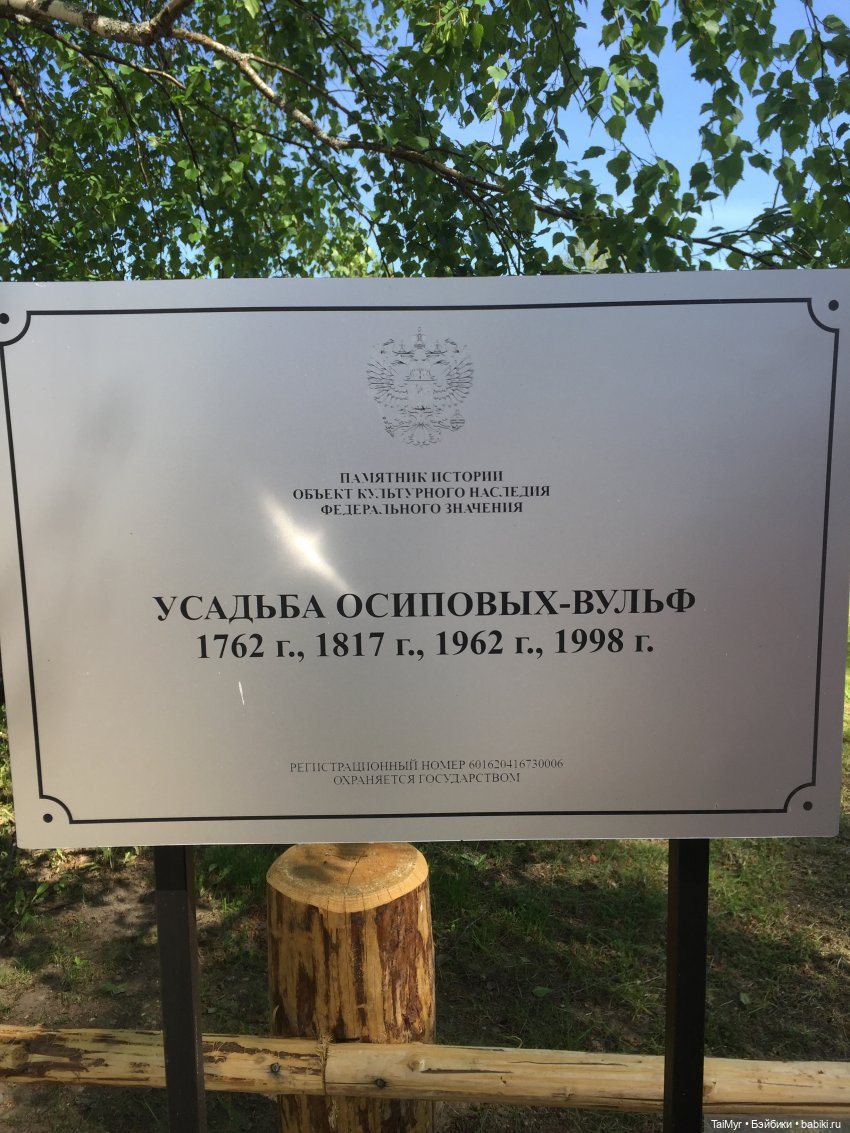 ПАМЯТНИК ИСТОРИИ
ОБЪЕКТ КУЛЬТУРНОГО НАСЛЕДИЯ
ФЕДЕРАЛЬНОГО ЗНАЧЕНИЯ
УСАДЬБА ОСИПОВЫХ-ВУЛЬФ
1762 г., 1817 г., 1962 г., 1998 г.
РЕГИСТРАЦИОННЫЙ НОМЕР 601620416730006
ОХРАНЯЕТСЯ ГОСУДАРСТВОМ
TaiMyr • Бэйбики • babiki.ru